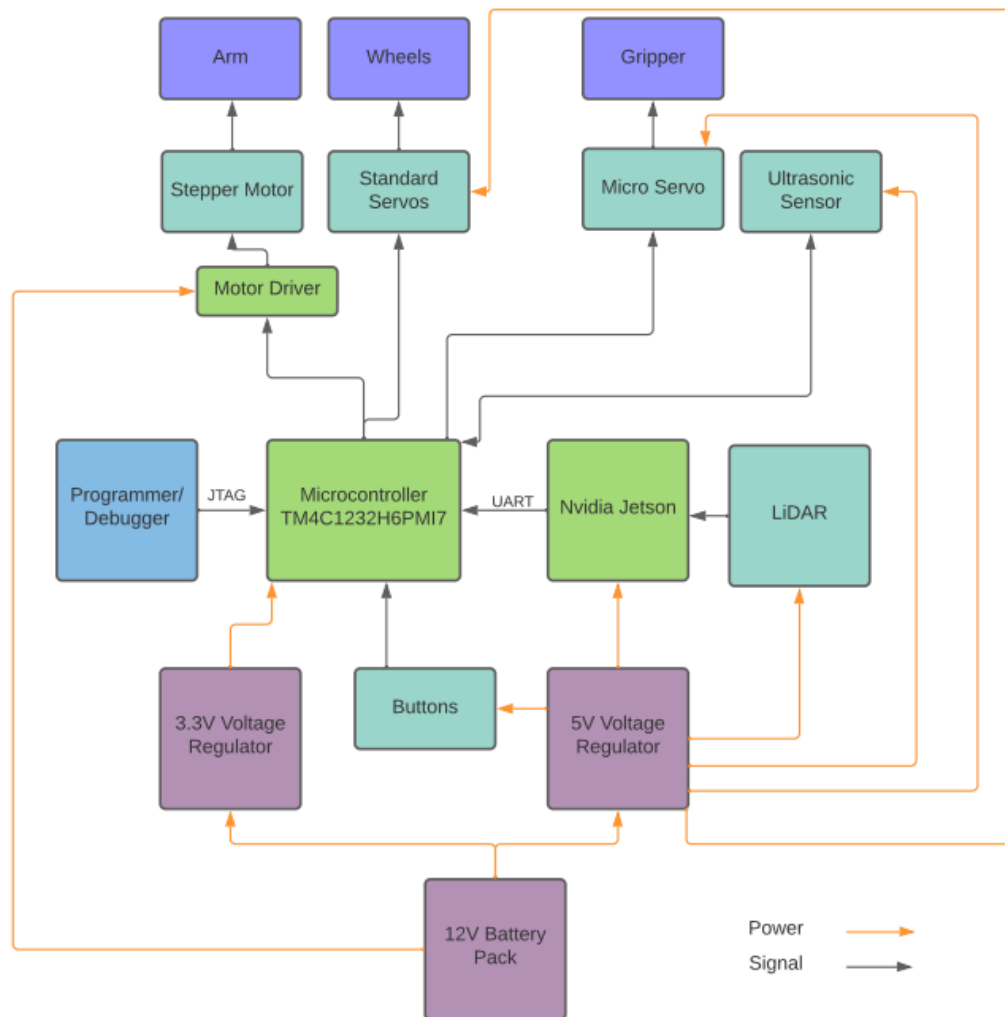 Arm
Wheels
Gripper
Stepper Motor
Standard
Servos
Micro Servo
Ultrasonic
Sensor
Motor Driver
Programmer/
Debugger
JTAG
Microcontroller
TM4C1232H6PMI7
UART
Nvidia Jetson
LiDAR
3.3V Voltage
Regulator
Buttons
5V Voltage
Regulator
12V Battery
Pack
Power
Signal